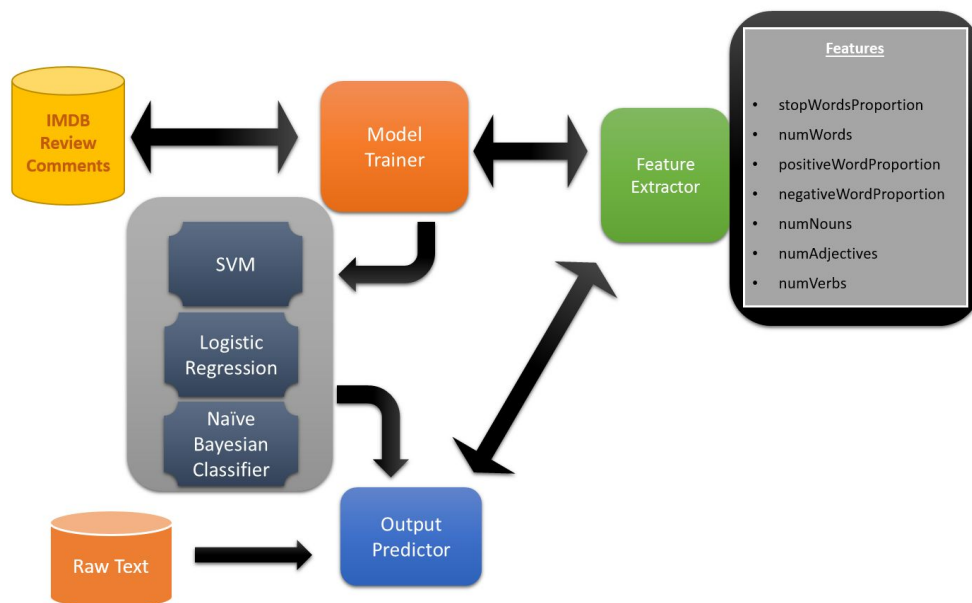 IMDB
Review
Comments
Model
Trainer
Feature
Extractor
Features
• stopWordsProportion
• numWords
• positiveWordProportion
• negativeWordProportion
• numNouns
• numAdjectives
• numVerbs
SVM
Logistic
Regression
Naïve
Bayesian
Classifier
Output
Predictor
Raw Text